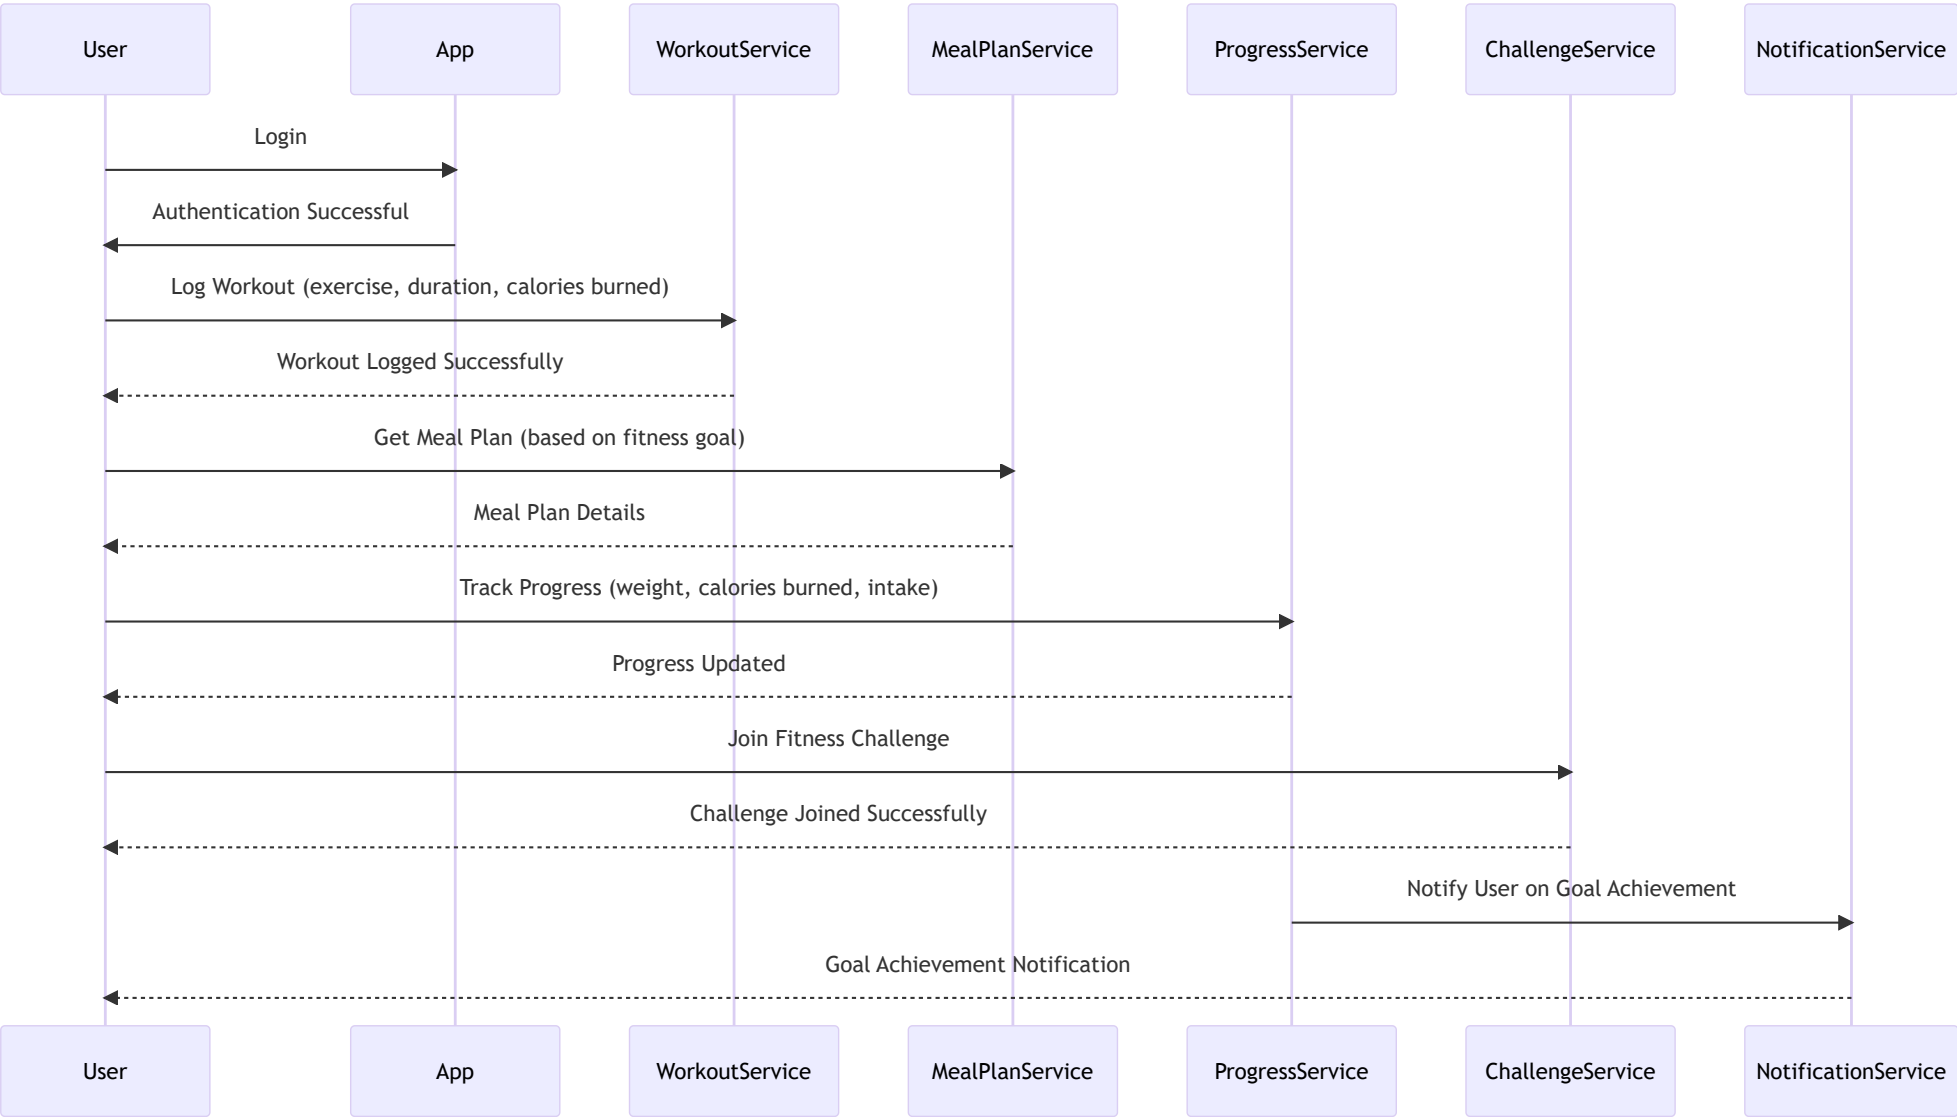 User
App
WorkoutService
MealPlanService
ProgressService
ChallengeService
NotificationService
Login
Authentication Successful
Log Workout (exercise, duration, calories burned)
Workout Logged Successfully
Get Meal Plan (based on fitness goal)
Meal Plan Details
Track Progress (weight, calories burned, intake)
Progress Updated
Join Fitness Challenge
Challenge Joined Successfully
Notify User on Goal Achievement
Goal Achievement Notification
User
App
WorkoutService
MealPlanService
ProgressService
ChallengeService
NotificationService